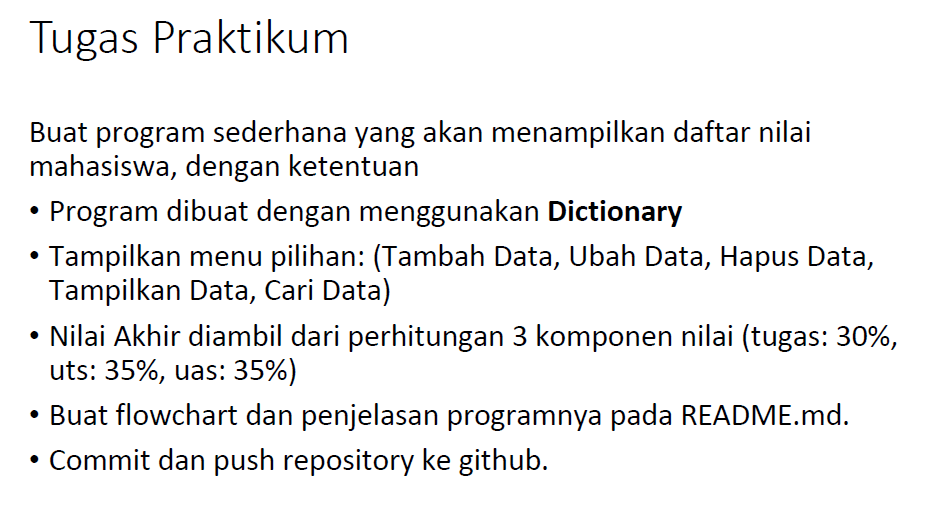 Tugas Praktikum
Buat program sederhana yang akan menampilkan daftar nilai
mahasiswa, dengan ketentuan
• Program dibuat dengan menggunakan Dictionary
• Tampilkan menu pilihan: (Tambah Data, Ubah Data, Hapus Data,
Tampilkan Data, Cari Data)
• Nilai Akhir diambil dari perhitungan 3 komponen nilai (tugas: 30%,
uts: 35%, uas: 35%)
• Buat flowchart dan penjelasan programnya pada README.md.
• Commit dan push repository ke github.